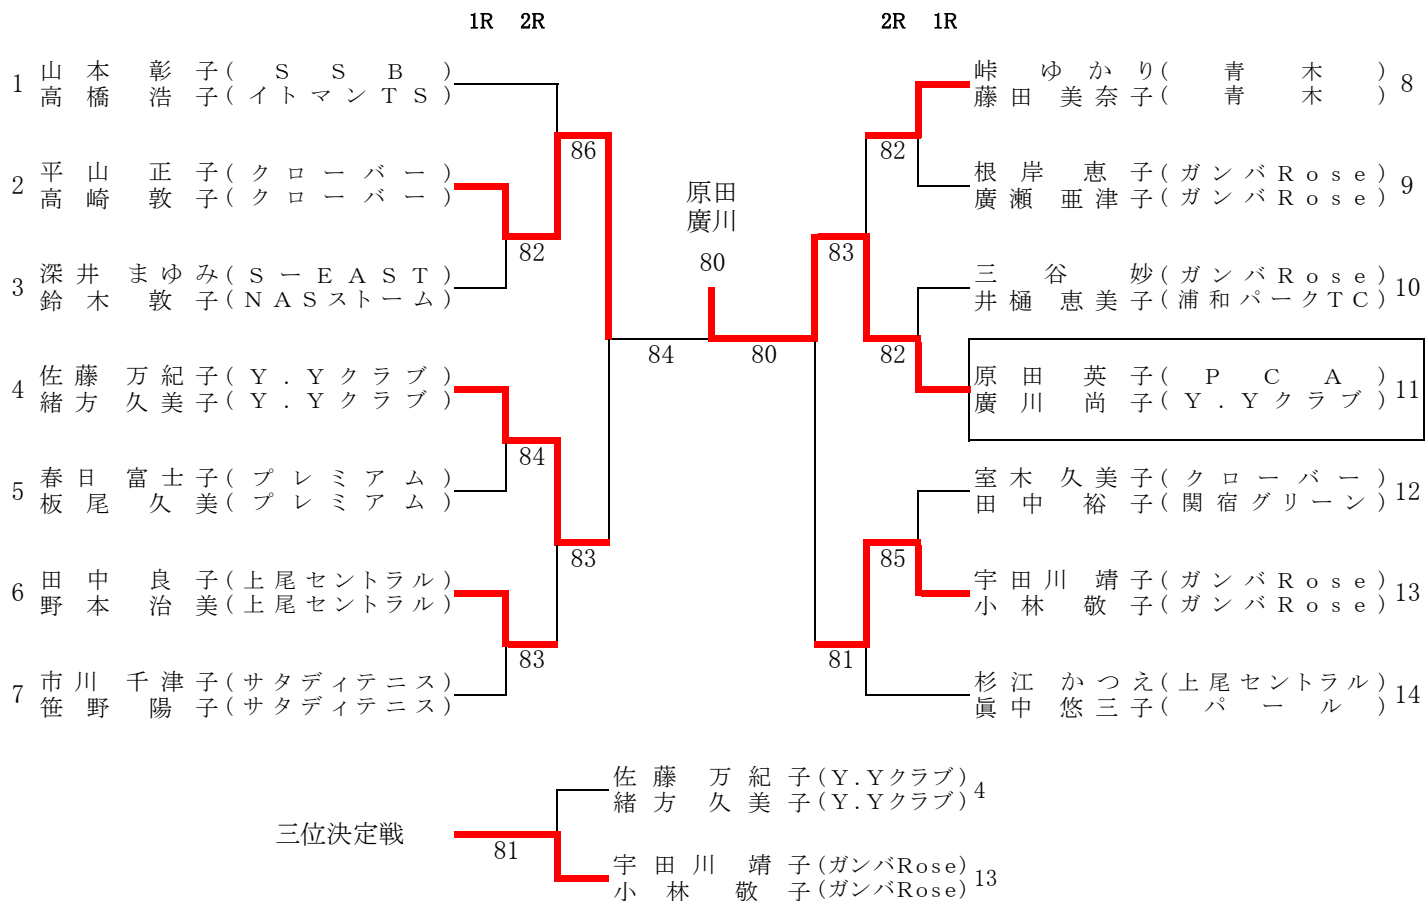 1R 2R
2R 1R
1
山本 彰子(SSB)
高橋 浩子(イトマンTS)
2
平山 正子(クローバー)
高崎 敦子(クローバー)
3
深井 まゆみ(S－EAST)
鈴木 敦子(NASストーム)
4
佐藤 万紀子(Y.Yクラブ)
緒方 久美子(Y.Yクラブ)
5
春日 富士子(プレミアム)
板尾 久美(プレミアム)
6
田中 良子(上尾セントラル)
野本 治美(上尾セントラル)
7
市川 千津子(サタディテニス)
笹野 陽子(サタディテニス)
86
82
84
83
83
84
原田
廣川
80
80
82
83
82
85
81
峠 ゆかり(青木)
藤田 美奈子(青木)
8
根岸 恵子(ガンバRose)
廣瀬 亜津子(ガンバRose)
9
三谷 妙(ガンバRose)
井樋 恵美子(浦和パークTC)
10
原田 英子(PCA)
廣川 尚子(Y.Yクラブ)
11
室木 久美子(クローバー)
田中 裕子(関宿グリーン)
12
宇田川 靖子(ガンバRose)
小林 敬子(ガンバRose)
13
杉江 かつえ(上尾セントラル)
眞中 悠三子(パール)
14
三位決定戦
81
佐藤 万紀子(Y.Yクラブ)
緒方 久美子(Y.Yクラブ)
4
宇田川 靖子(ガンバRose)
小林 敬子(ガンバRose)
13